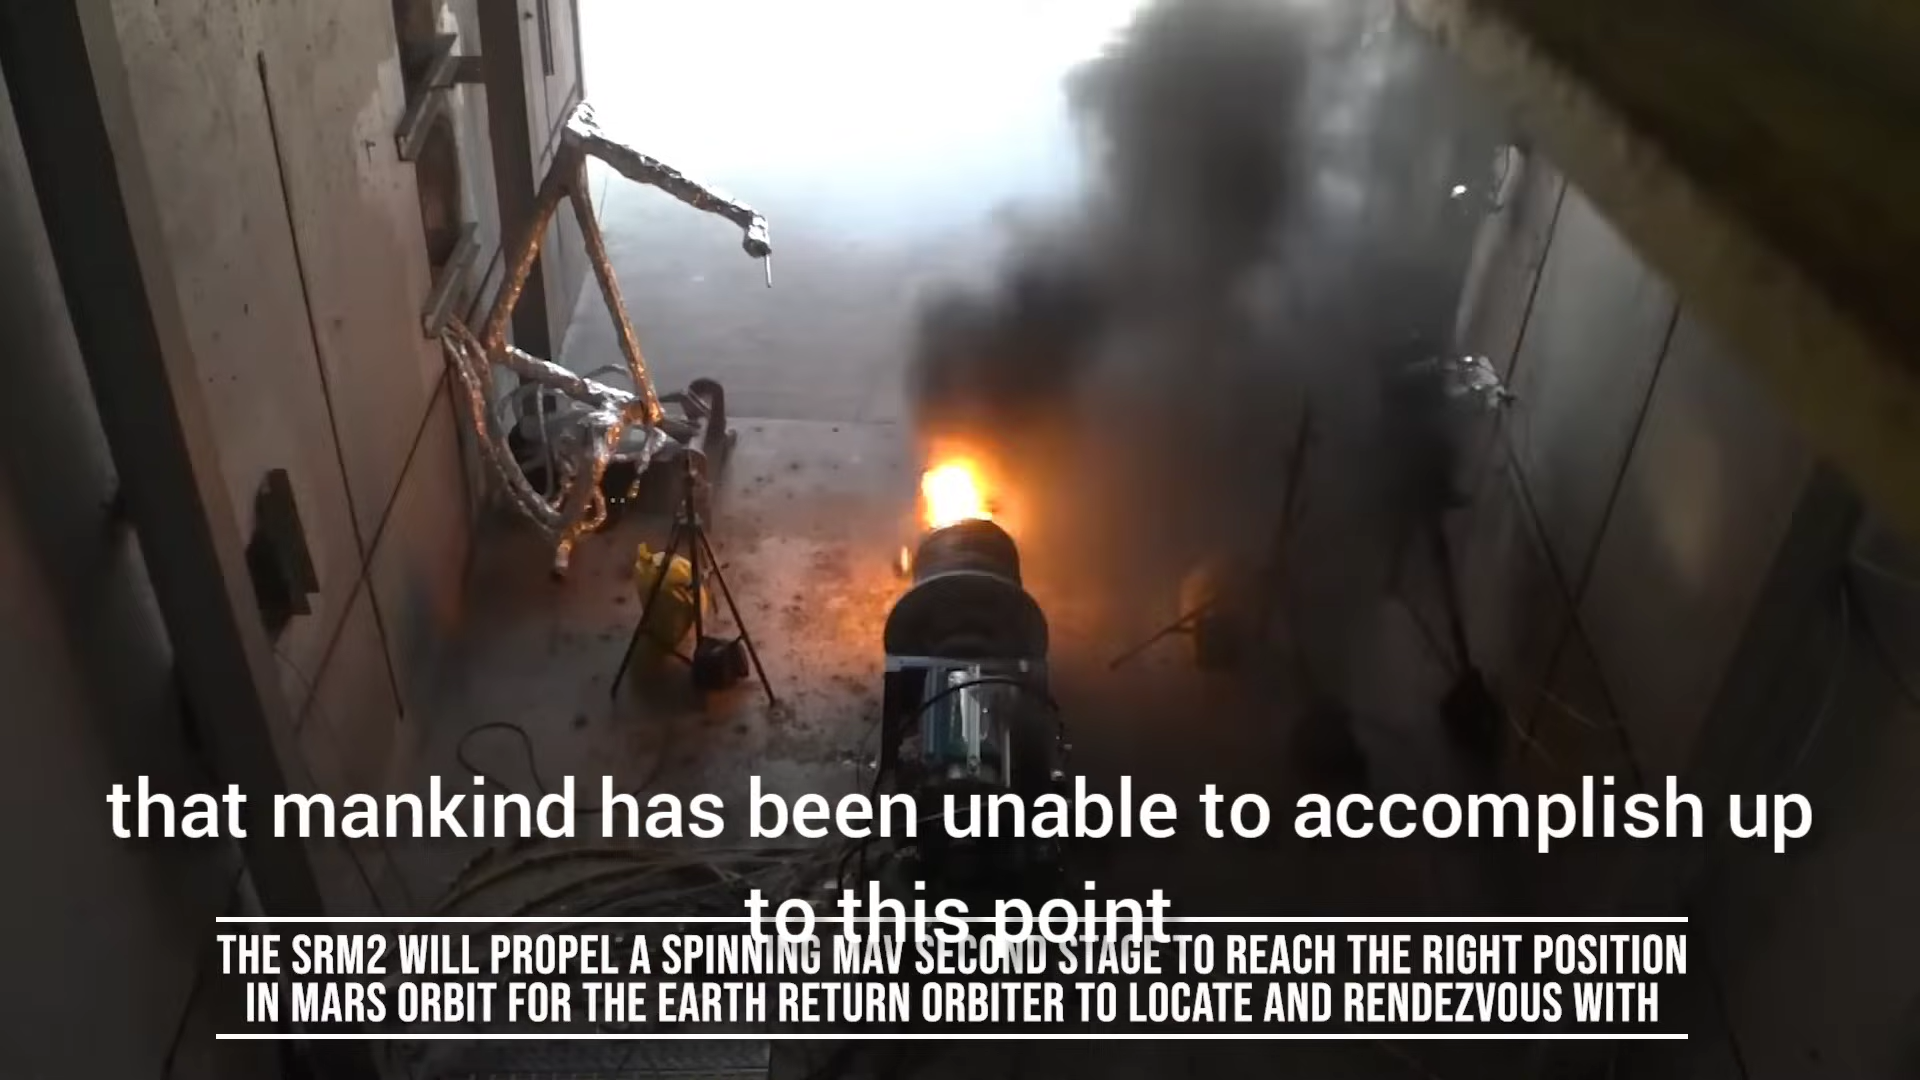 that mankind has been unable to accomplish up
to this point
THE SRM2 WILL PROPEL A SPINNING MAV SECOND STAGE TO REACH THE RIGHT POSITION
IN MARS ORBIT FOR THE EARTH RETURN ORBITER TO LOCATE AND RENDEZVOUS WITH